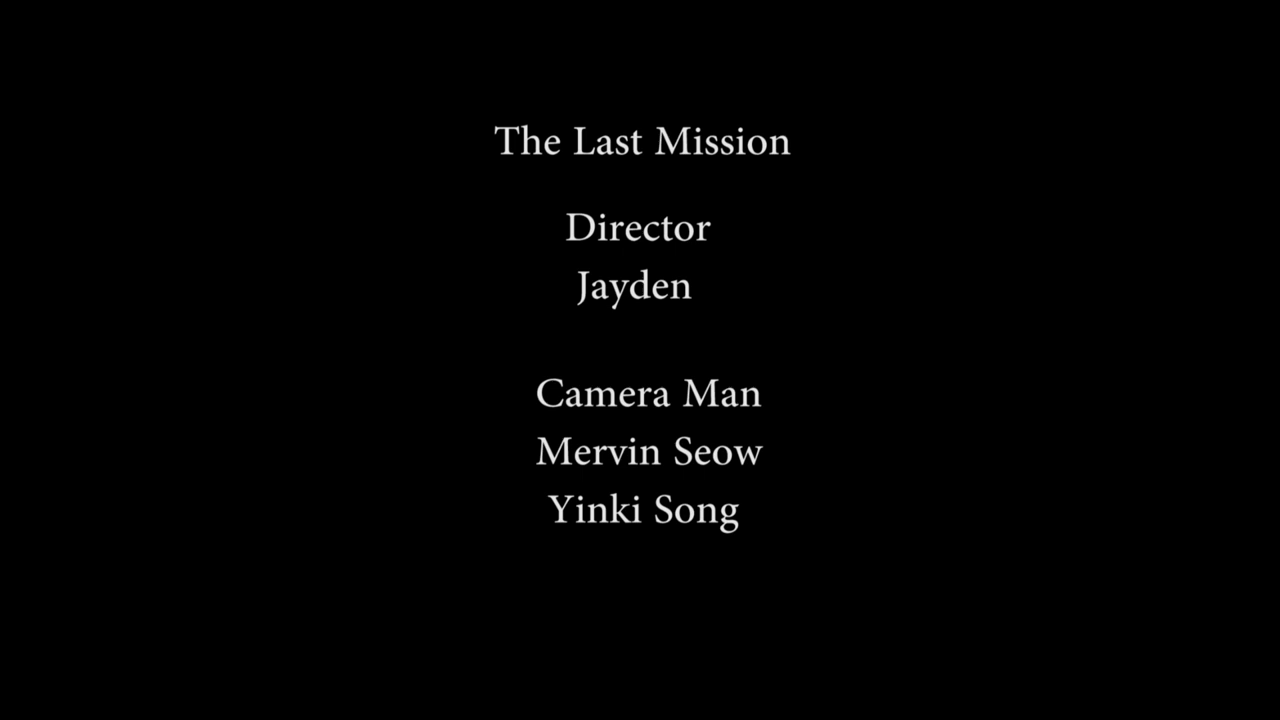 The Last Mission
Director
Jayden
Camera Man
Mervin Seow
Yinki Song